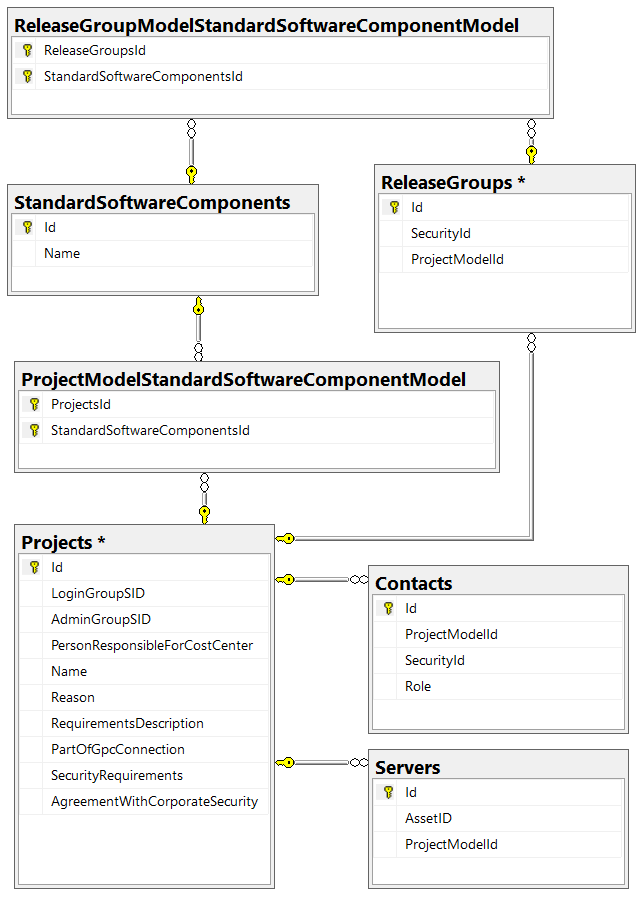 ReleaseGroupModelStandardSoftwareComponentModel
ReleaseGroupsId
StandardSoftwareComponentsId
StandardSoftwareComponents
Id
Name
ReleaseGroups *
Id
SecurityId
ProjectModelId
ProjectModelStandardSoftwareComponentModel
ProjectsId
StandardSoftwareComponentsId
Projects *
Id
LoginGroupSID
AdminGroupSID
PersonResponsibleForCostCenter
Name
Reason
RequirementsDescription
PartOfGpcConnection
SecurityRequirements
AgreementWithCorporateSecurity
Contacts
Id
ProjectModelId
SecurityId
Role
Servers
Id
AssetID
ProjectModelId